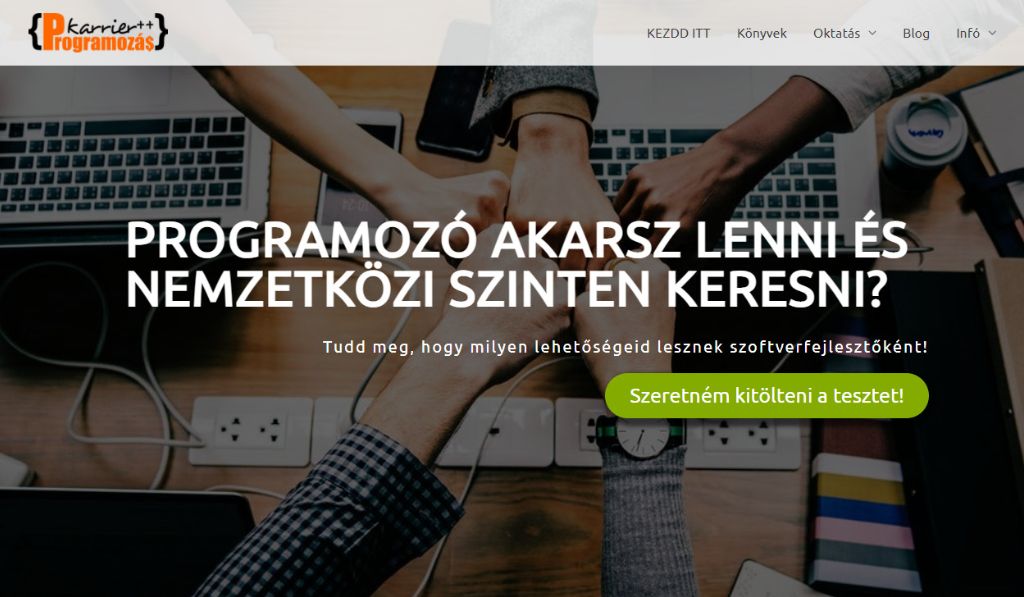 {Pkarrier++
Programozás}
KEZDD ITT Könyvek Oktatás Blog Infó
PROGRAMOZÓ AKARSZ LENNI ÉS
NEMZETKÖZI SZINTEN KERESNI?
Tudd meg, hogy milyen lehetőségeid lesznek szoftverfejlesztőként!
Szeretném kitölteni a tesztet!